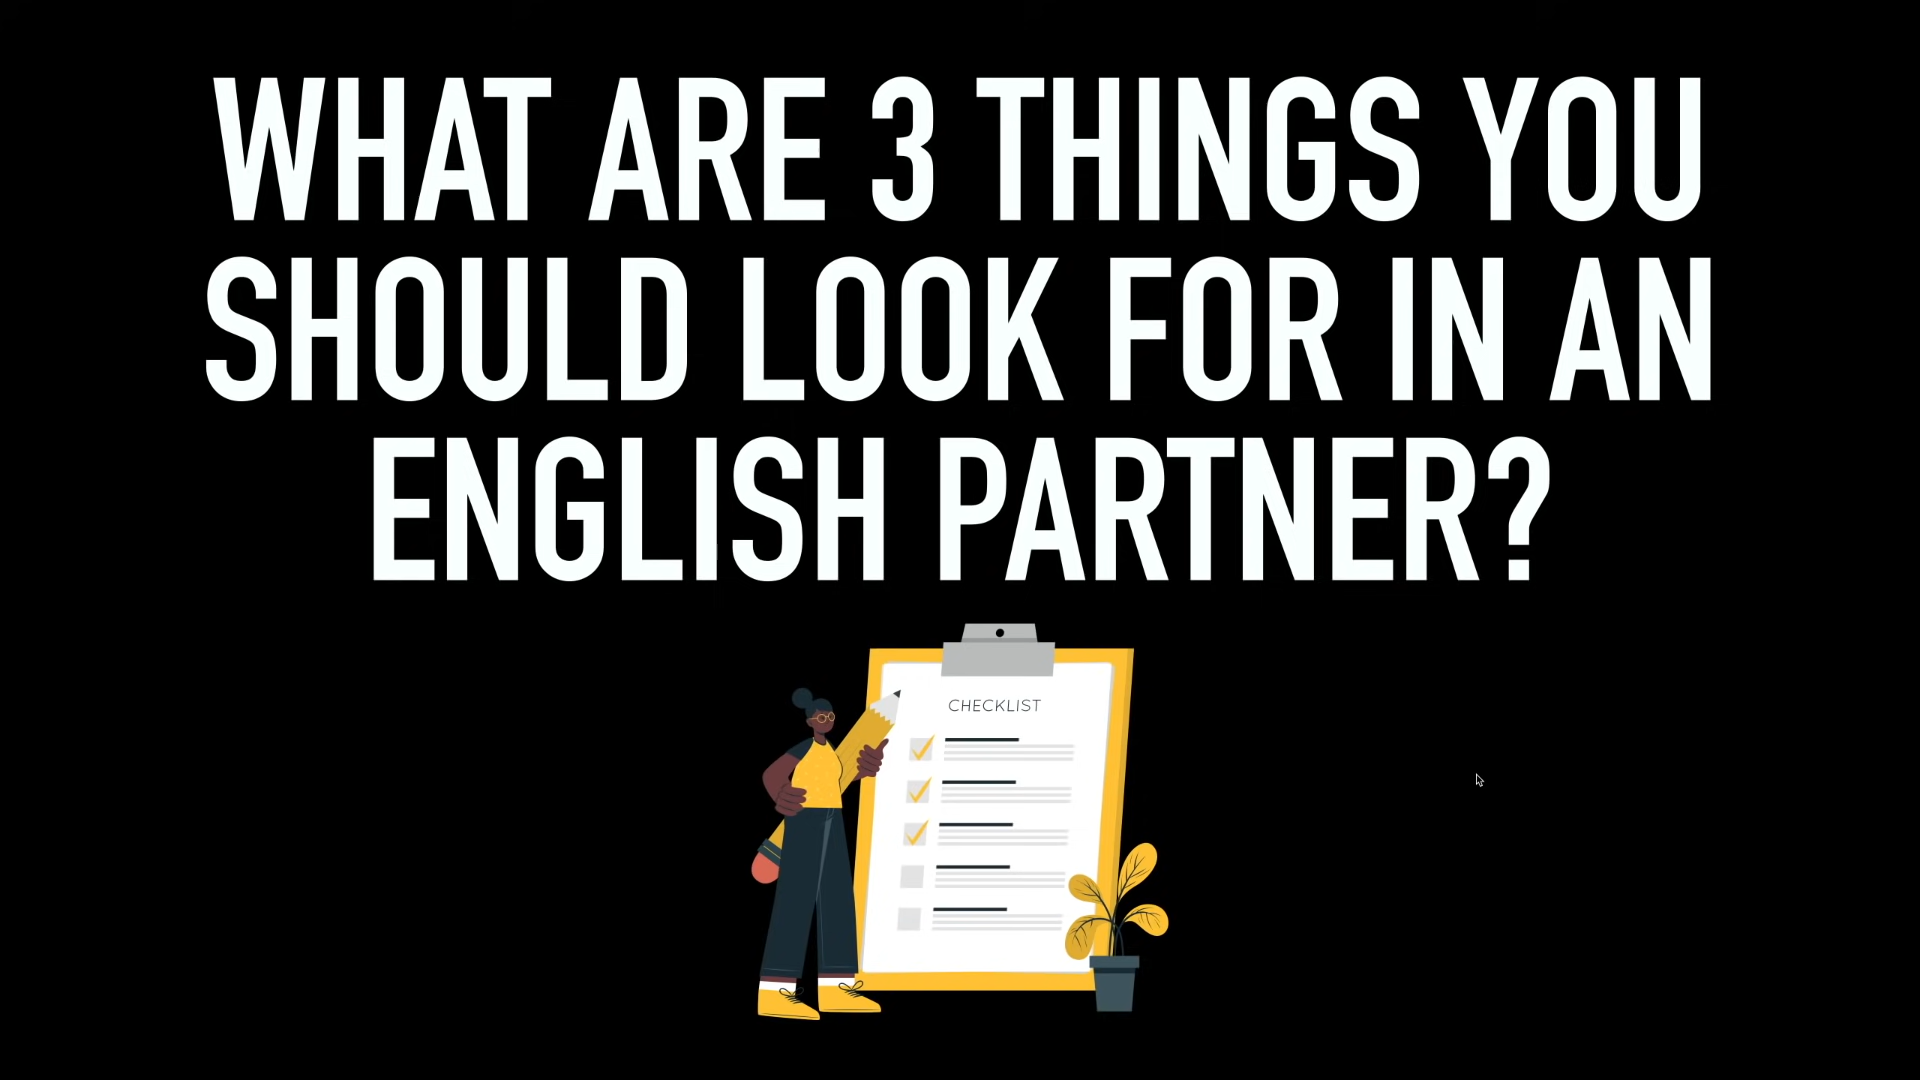 WHAT ARE 3 THINGS YOU
SHOULD LOOK FOR IN AN
ENGLISH PARTNER?
CHECKLIST